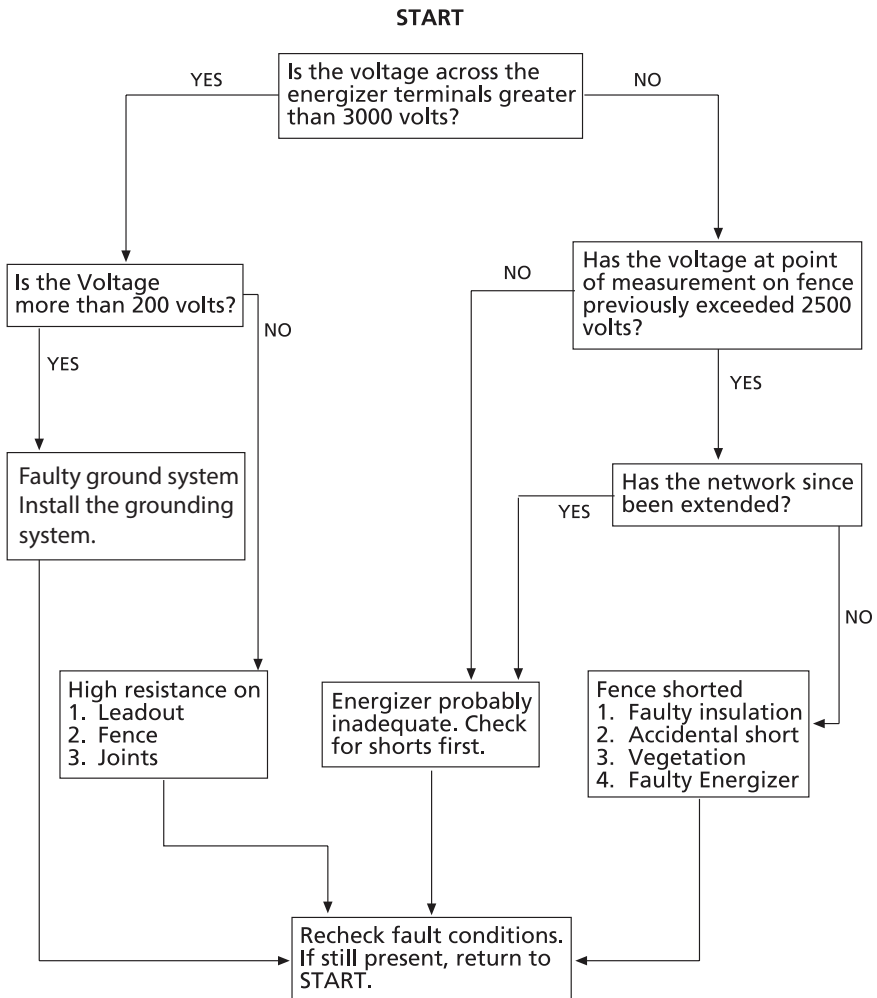 START
Is the voltage across the
energizer terminals greater
than 3000 volts?
YES
NO
Is the Voltage
more than 200 volts?
Has the voltage at point
of measurement on fence
previously exceeded 2500
volts?
NO
NO
YES
YES
Faulty ground system
Install the grounding
system.
Has the network since
been extended?
YES
NO
High resistance on
1. Leadout
2. Fence
3. Joints
Energizer probably
inadequate. Check
for shorts first.
Fence shorted
1. Faulty insulation
2. Accidental short
3. Vegetation
4. Faulty Energizer
Recheck fault conditions.
If still present, return to
START.